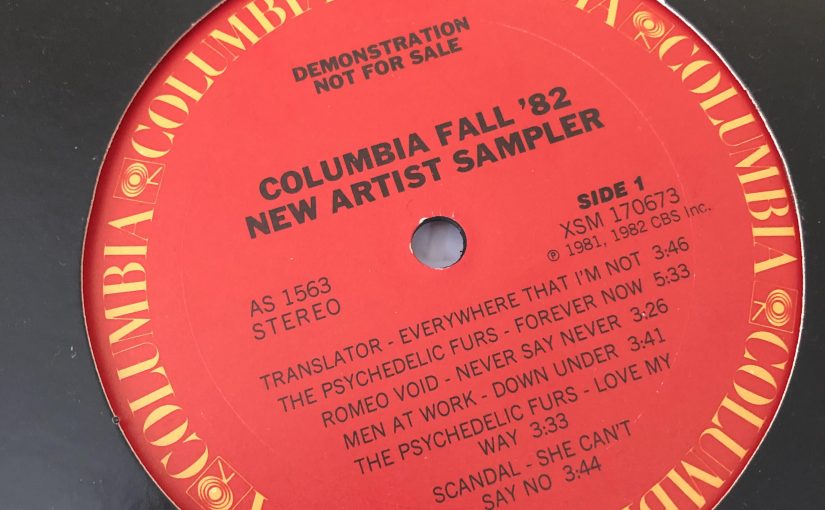 DEMONSTRATION
NOT FOR SALE
COLUMBIA FALL '82
NEW ARTIST SAMPLER
SIDE 1
XSM 170673
℗ 1981, 1982 CBS Inc.
AS 1563
STEREO
TRANSLATOR - EVERYWHERE THAT I'M NOT 3:46
THE PSYCHEDELIC FURS - FOREVER NOW 5:33
ROMEO VOID - NEVER SAY NEVER 3:26
MEN AT WORK - DOWN UNDER 3:41
THE PSYCHEDELIC FURS - LOVE MY
WAY 3:33
SCANDAL - SHE CAN'T
SAY NO 3:44
COLUMBIA
COLUMBIA
COLUMBIA
COLUMBIA
COLUMBIA
COLUMBIA